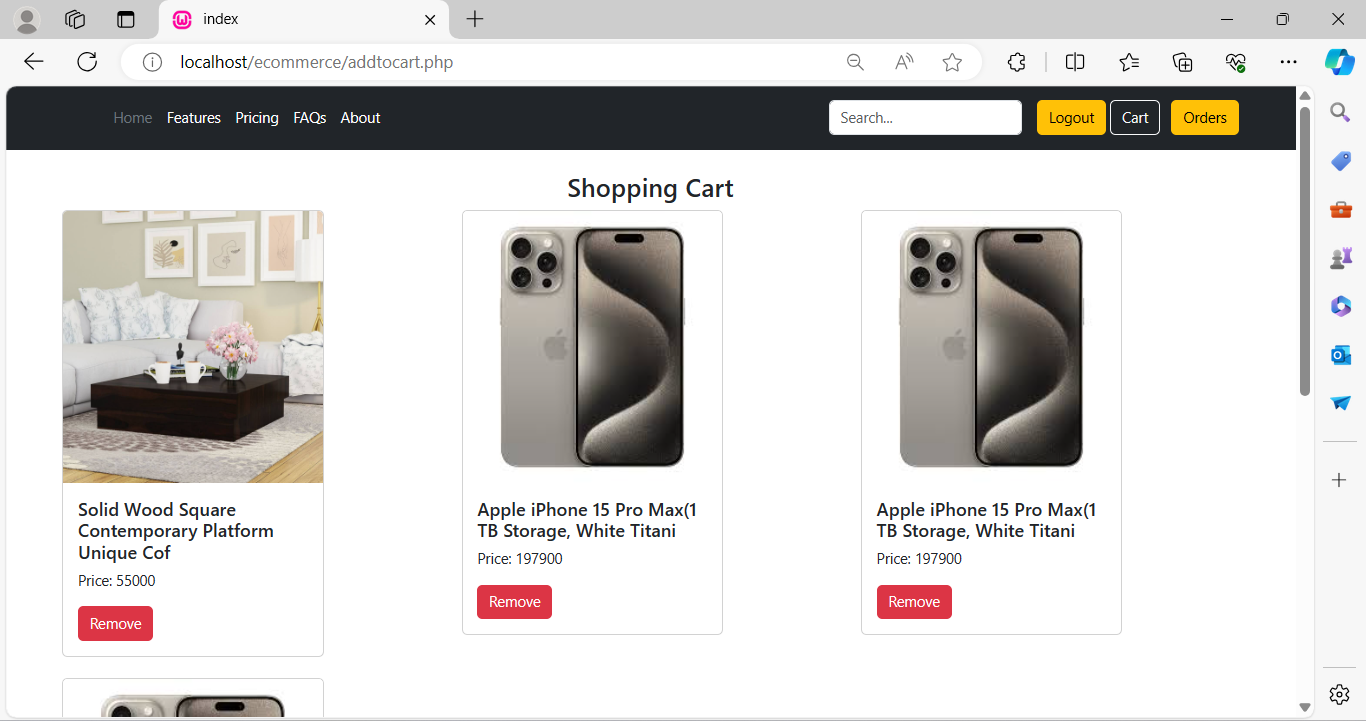 index
localhost/ecommerce/addtocart.php
Home Features Pricing FAQs About
Search...
Logout
Cart
Orders
Shopping Cart
Solid Wood Square
Contemporary Platform
Unique Cof
Price: 55000
Remove
Apple iPhone 15 Pro Max(1
TB Storage, White Titani
Price: 197900
Remove
Apple iPhone 15 Pro Max(1
TB Storage, White Titani
Price: 197900
Remove